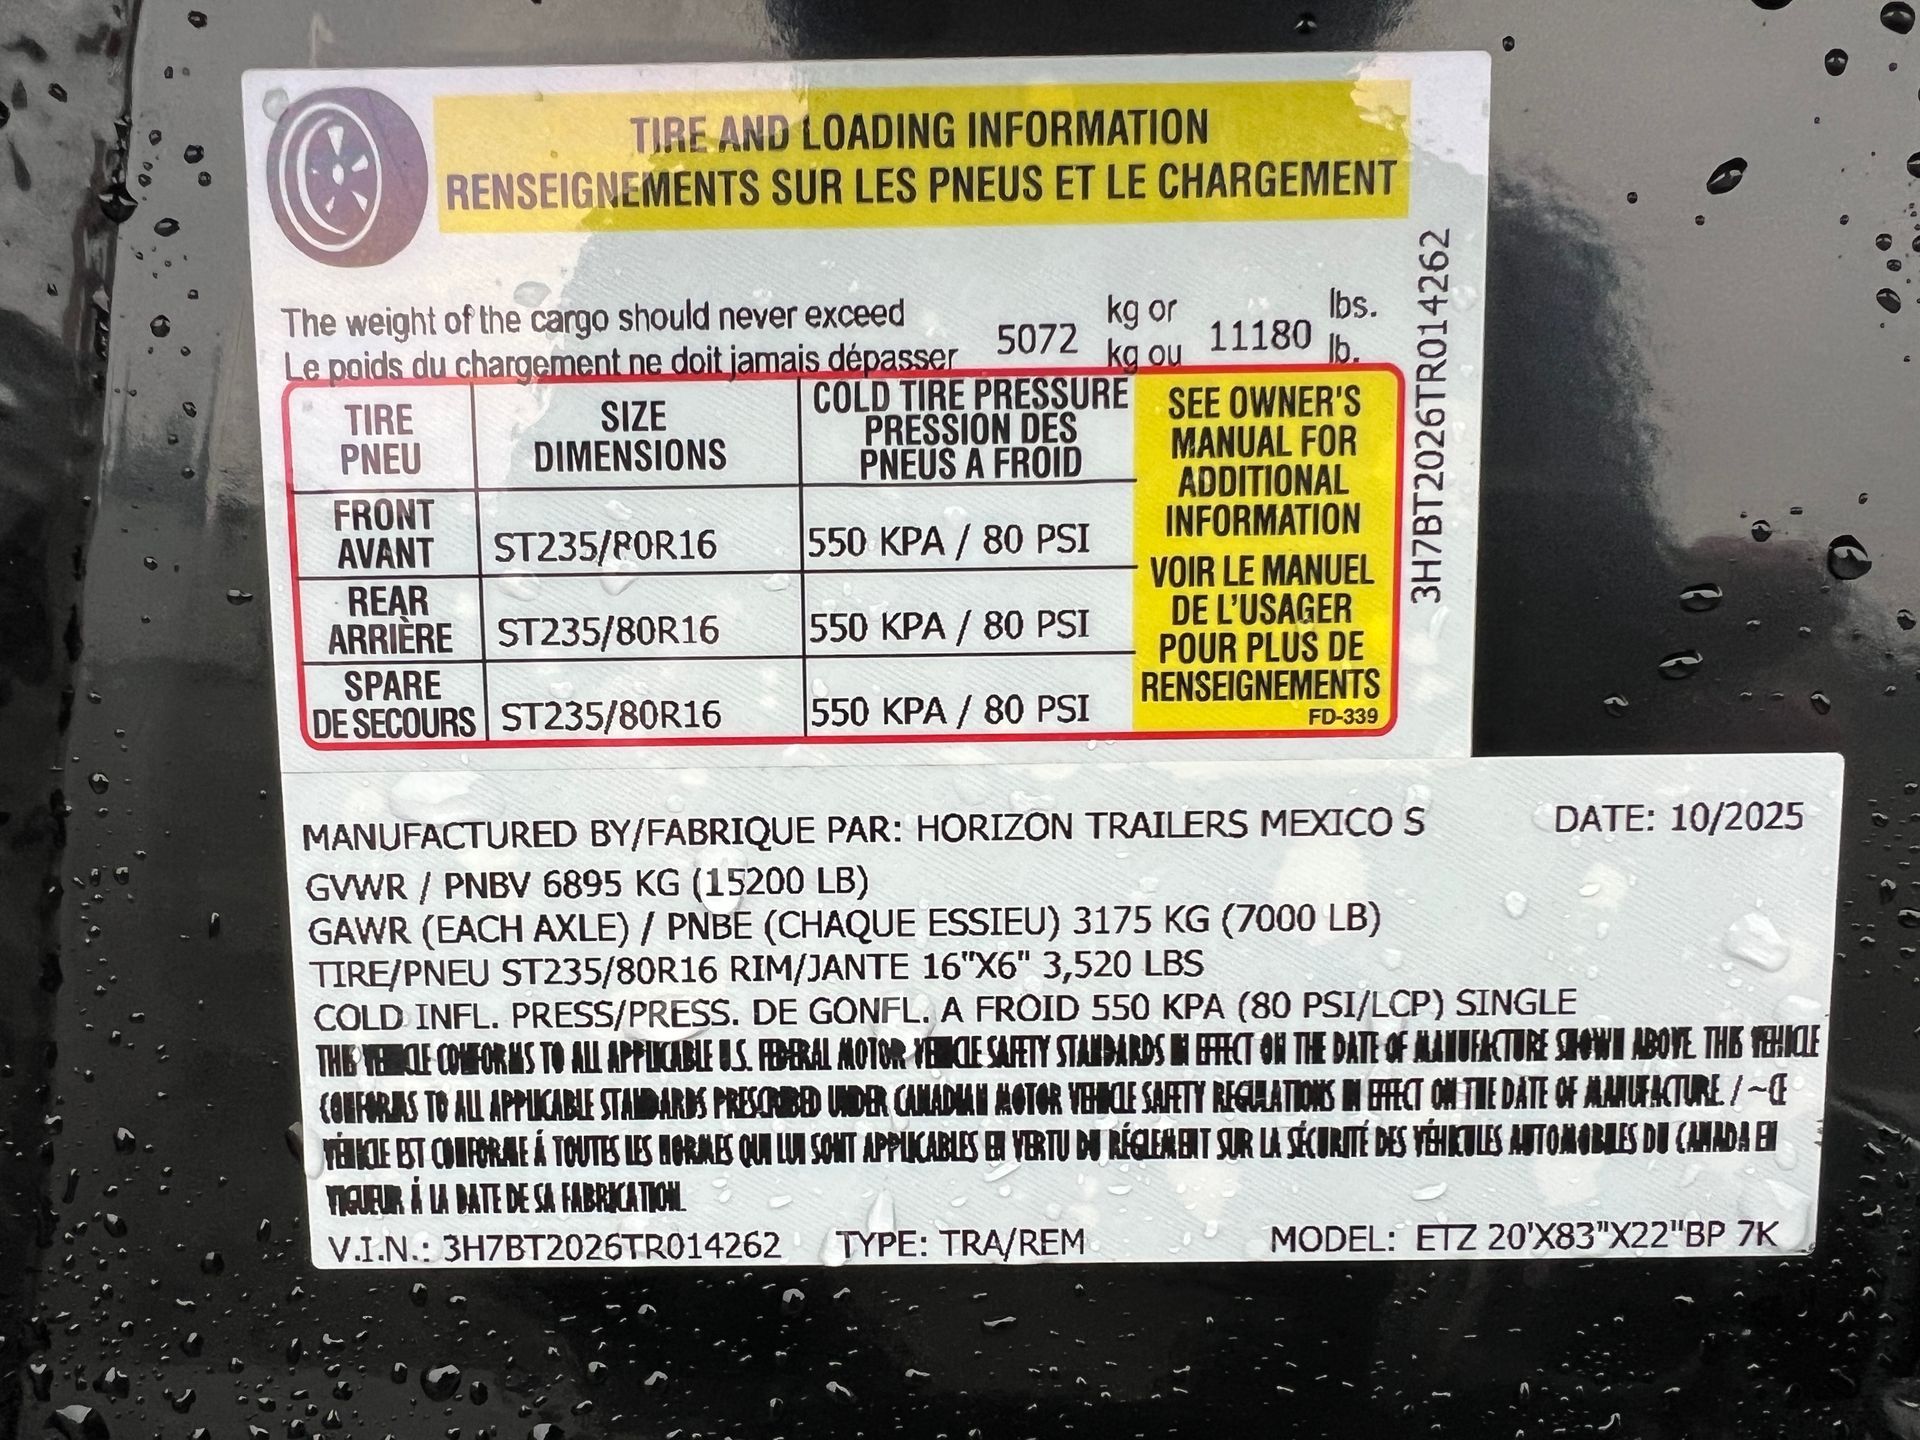 TIRE AND LOADING INFORMATION
RENSEIGNEMENTS SUR LES PNEUS ET LE CHARGEMENT
The weight of the cargo should never exceed 5072 kg or 11180 lbs.
Le poids du chargement ne doit jamais dépasser kg ou lb.
3H7BT2026TR014262
TIRE
PNEU
SIZE
DIMENSIONS
COLD TIRE PRESSURE
PRESSION DES
PNEUS A FROID
FRONT
AVANT
ST235/80R16
550 KPA / 80 PSI
REAR
ARRIÈRE
ST235/80R16
550 KPA / 80 PSI
SPARE
DE SECOURS
ST235/80R16
550 KPA / 80 PSI
SEE OWNER'S
MANUAL FOR
ADDITIONAL
INFORMATION
VOIR LE MANUEL
DE L'USAGER
POUR PLUS DE
RENSEIGNEMENTS
FD-339
MANUFACTURED BY/FABRIQUE PAR: HORIZON TRAILERS MEXICO S DATE: 10/2025
GVWR / PNBV 6895 KG (15200 LB)
GAWR (EACH AXLE) / PNBE (CHAQUE ESSIEU) 3175 KG (7000 LB)
TIRE/PNEU ST235/80R16 RIM/JANTE 16"X6" 3,520 LBS
COLD INFL. PRESS/PRESS. DE GONFL. A FROID 550 KPA (80 PSI/LCP) SINGLE
THIS VEHICLE CONFORMS TO ALL APPLICABLE U.S. FEDERAL MOTOR VEHICLE SAFETY STANDARDS IN EFFECT ON THE DATE OF MANUFACTURE SHOWN ABOVE. THIS VEHICLE
CONFORMS TO ALL APPLICABLE STANDARDS PRESCRIBED UNDER CANADIAN MOTOR VEHICLE SAFETY REGULATIONS IN EFFECT ON THE DATE OF MANUFACTURE. / ~CE
VÉHICLE EST CONFORME Á TOUTES LES NORMES QUI LUI SONT APPLICABLES EN VERTU DU RÉGLEMENT SUR LA SÉCURITÉ DES VÉHICULES AUTOMOBILES DU CANADA EN
VIGUEUR Á LA DATE DE SA FABRICATION.
V.I.N.: 3H7BT2026TR014262 TYPE: TRA/REM MODEL: ETZ 20'X83"X22"BP 7K